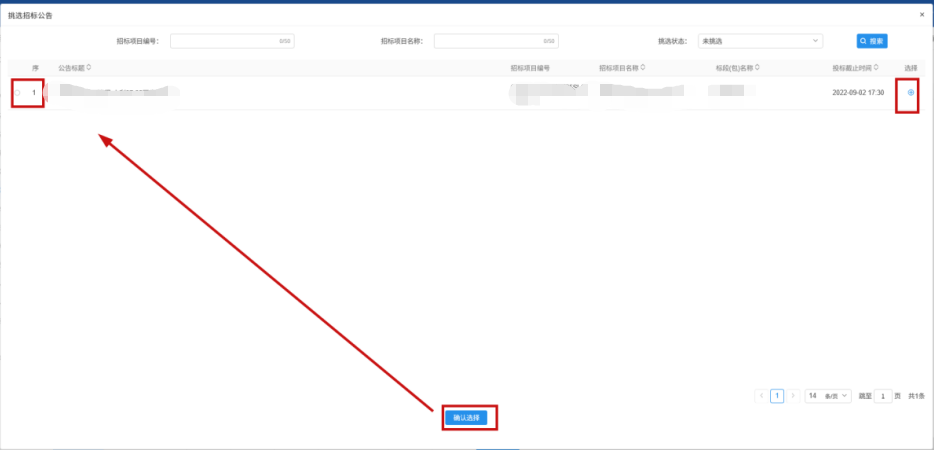 挑选招标公告 ×
招标项目编号： 0/50 招标项目名称： 0/50 挑选状态： 未挑选 搜索
序 公告标题 招标项目编号 招标项目名称 标段(包)名称 投标截止时间 选择
1 2022-09-02 17:30
1 14 条/页 跳至 1 页 共1条
确认选择